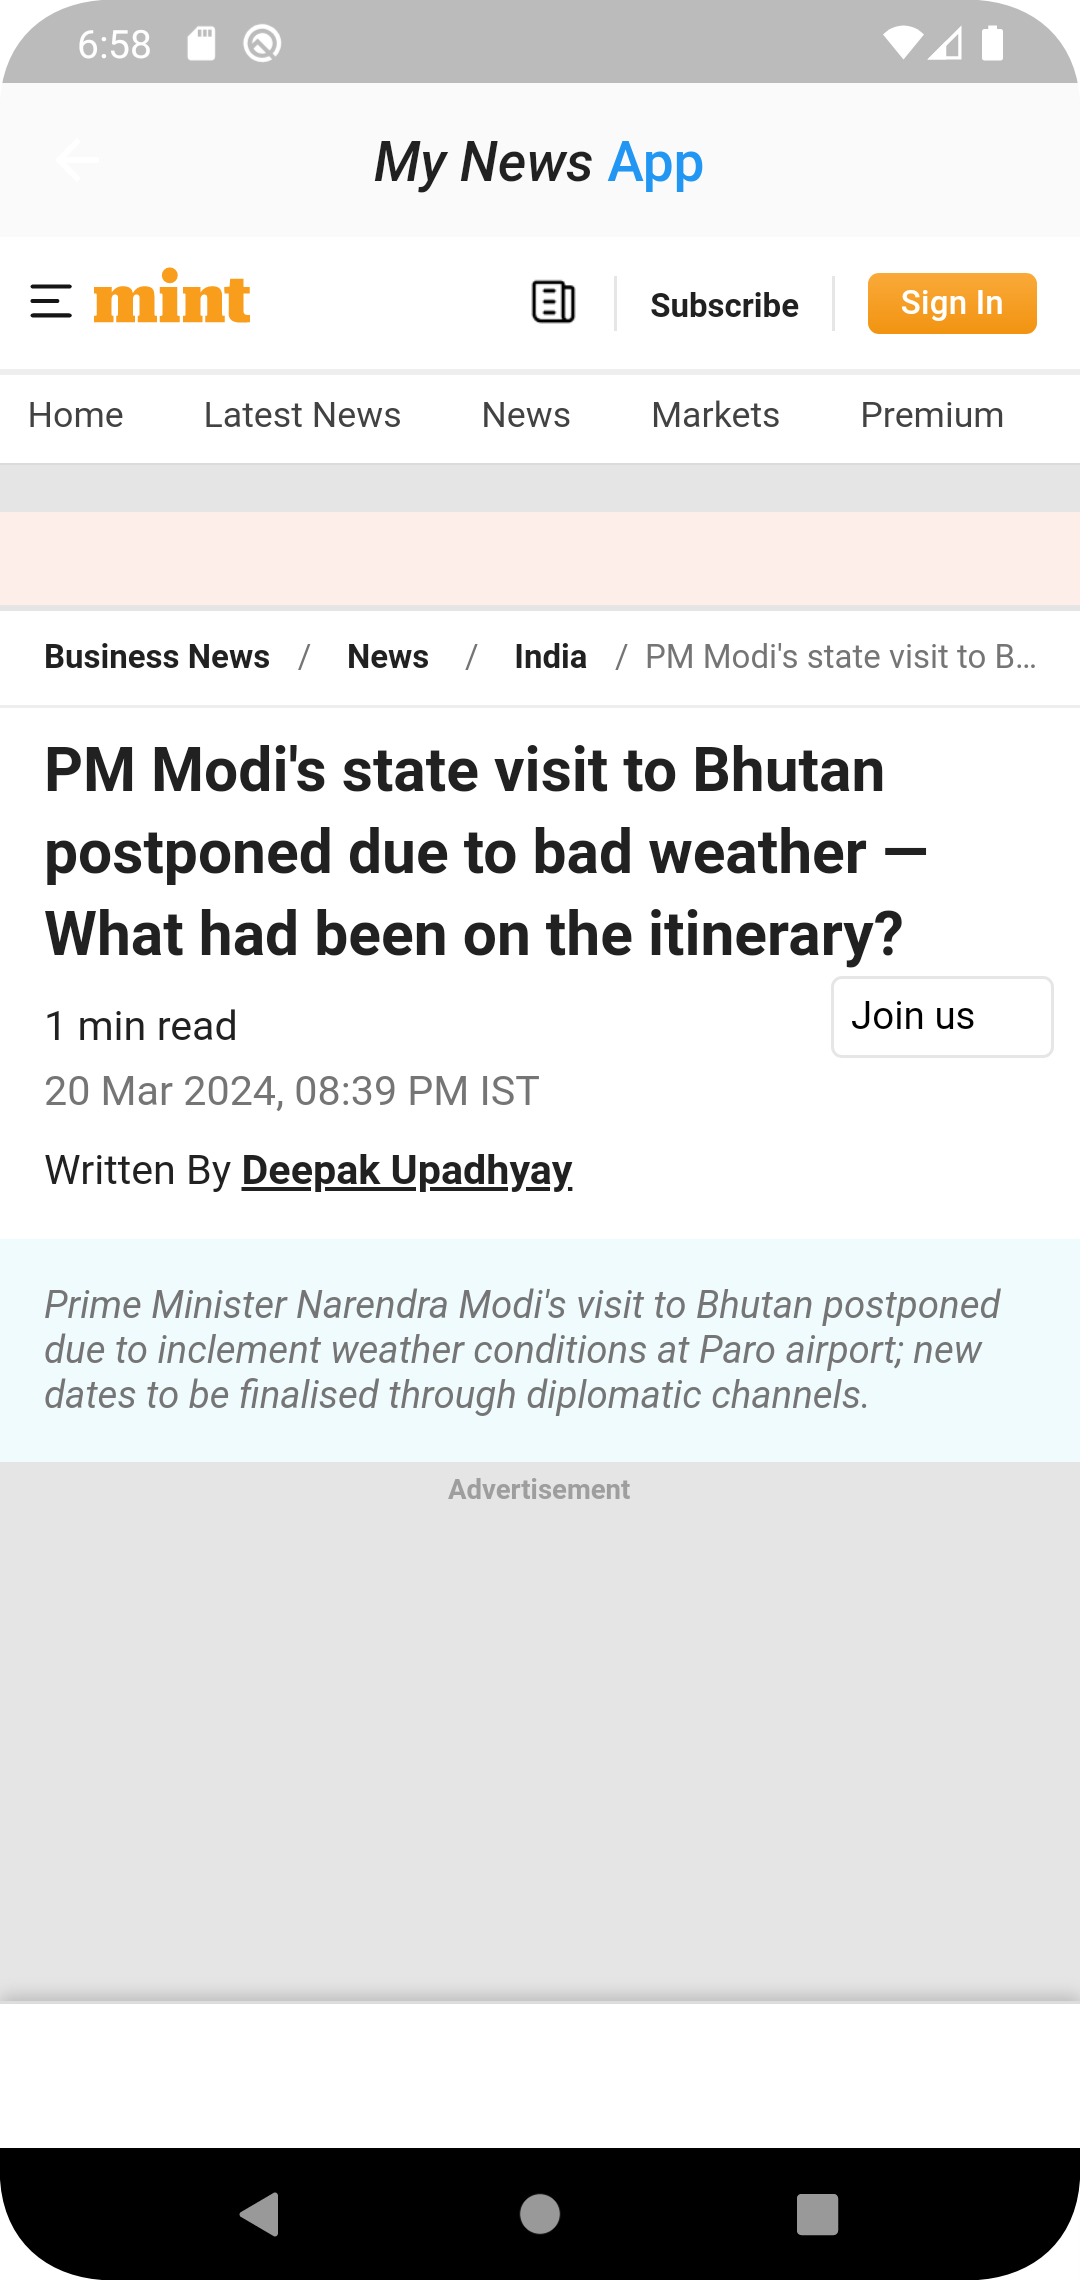 6:58
My News App
mint
Subscribe
Sign In
Home Latest News News Markets Premium
Business News / News / India / PM Modi's state visit to B...
PM Modi's state visit to Bhutan
postponed due to bad weather —
What had been on the itinerary?
Join us
1 min read
20 Mar 2024, 08:39 PM IST
Written By Deepak Upadhyay
Prime Minister Narendra Modi's visit to Bhutan postponed
due to inclement weather conditions at Paro airport; new
dates to be finalised through diplomatic channels.
Advertisement